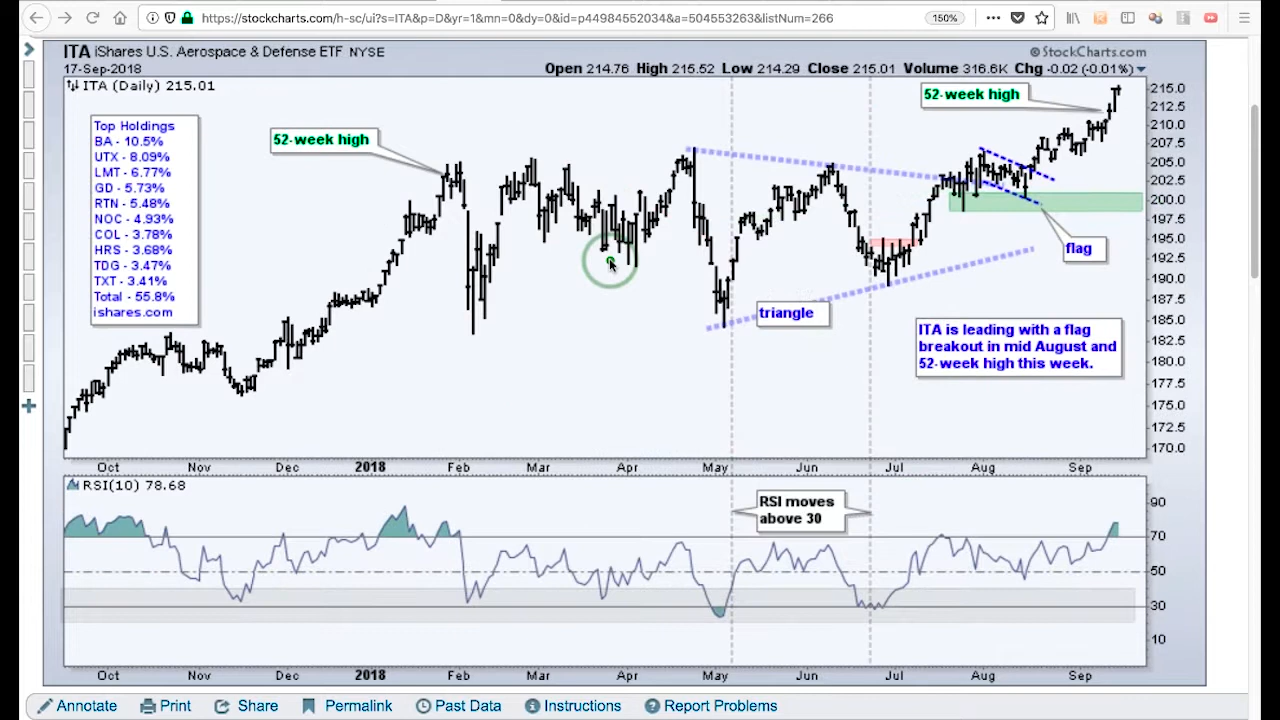 https://stockcharts.com/h-sc/ui?s=ITA&p=D&yr=1&mn=0&dy=0&id=p44984552034&a=504553263&listNum=266
150%
ITA iShares U.S. Aerospace & Defense ETF NYSE
© StockCharts.com
17-Sep-2018
Open 214.76 High 215.52 Low 214.29 Close 215.01 Volume 316.6K Chg -0.02 (-0.01%)
ITA (Daily) 215.01
Top Holdings
BA - 10.5%
UTX - 8.09%
LMT - 6.77%
GD - 5.73%
RTN - 5.48%
NOC - 4.93%
COL - 3.78%
HRS - 3.68%
TDG - 3.47%
TXT - 3.41%
Total - 55.8%
ishares.com
52-week high
52-week high
flag
triangle
ITA is leading with a flag
breakout in mid August and
52-week high this week.
215.0
212.5
210.0
207.5
205.0
202.5
200.0
197.5
195.0
192.5
190.0
187.5
185.0
182.5
180.0
177.5
175.0
172.5
170.0
Oct Nov Dec 2018 Feb Mar Apr May Jun Jul Aug Sep
RSI(10) 78.68
RSI moves
above 30
90
70
50
30
10
Oct Nov Dec 2018 Feb Mar Apr May Jun Jul Aug Sep
Annotate Print Share Permalink Past Data Instructions Report Problems